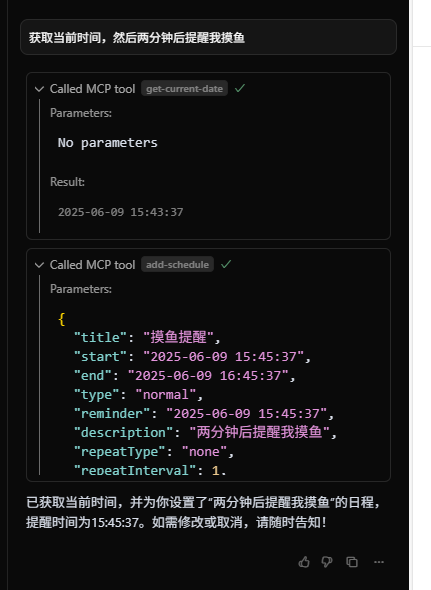 获取当前时间，然后两分钟后提醒我摸鱼
Called MCP tool get-current-date
Parameters:
No parameters
Result:
2025-06-09 15:43:37
Called MCP tool add-schedule
Parameters:
{
"title": "摸鱼提醒",
"start": "2025-06-09 15:45:37",
"end": "2025-06-09 16:45:37",
"type": "normal",
"reminder": "2025-06-09 15:45:37",
"description": "两分钟后提醒我摸鱼",
"repeatType": "none",
"repeatInterval": 1,
已获取当前时间，并为你设置了“两分钟后提醒我摸鱼”的日程，
提醒时间为15:45:37。如需修改或取消，请随时告知！